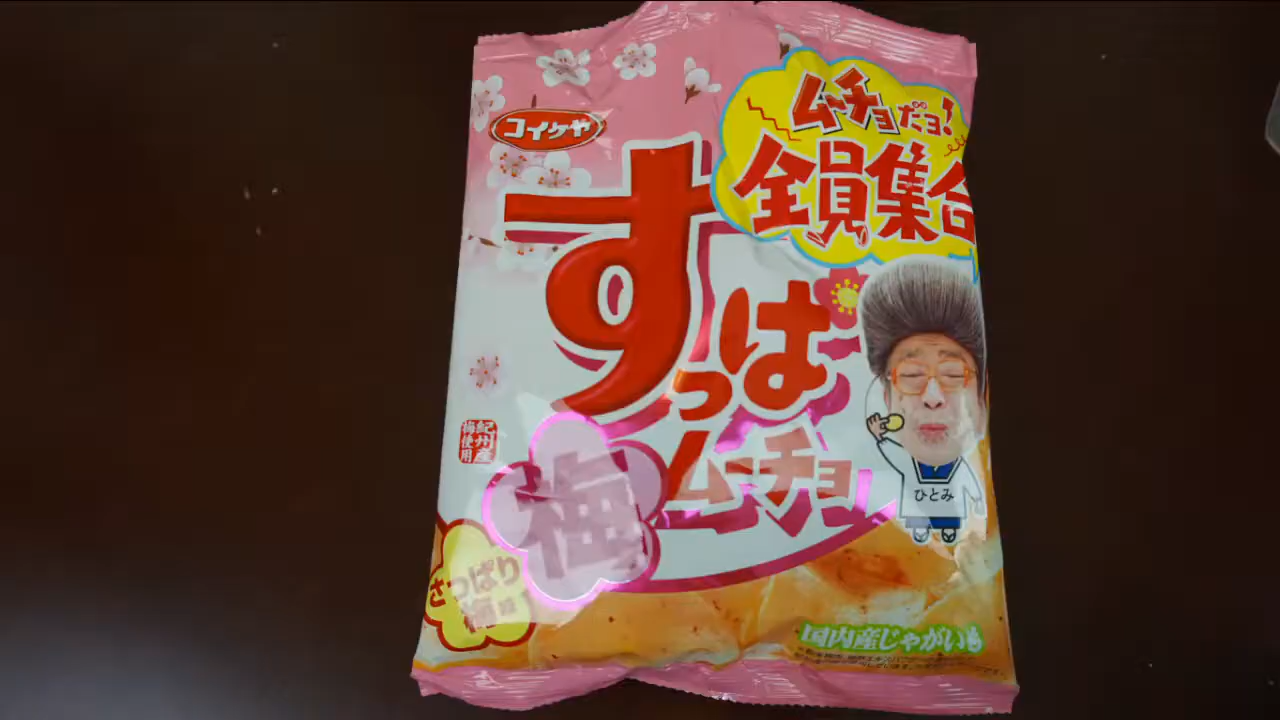 コイケヤ
ムーチョだョ!
全員集合
すっぱ
ムーチョ
紀州産
梅使用
梅
さっぱり
梅味
ひとみ
国内産じゃがいも